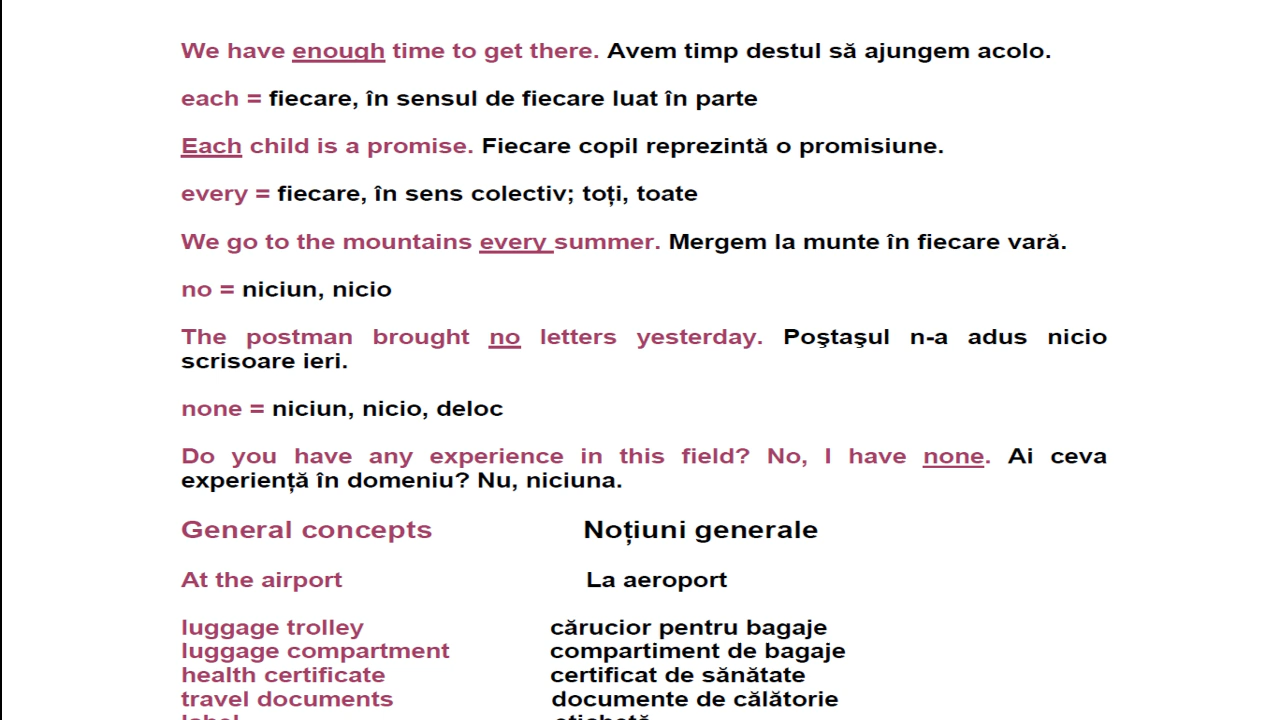 We have enough time to get there. Avem timp destul să ajungem acolo.
each = fiecare, în sensul de fiecare luat în parte
Each child is a promise. Fiecare copil reprezintă o promisiune.
every = fiecare, în sens colectiv; toți, toate
We go to the mountains every summer. Mergem la munte în fiecare vară.
no = niciun, nicio
The postman brought no letters yesterday. Poştaşul n-a adus nicio
scrisoare ieri.
none = niciun, nicio, deloc
Do you have any experience in this field? No, I have none. Ai ceva
experiență în domeniu? Nu, niciuna.
General concepts Noțiuni generale
At the airport La aeroport
luggage trolley cărucior pentru bagaje
luggage compartment compartiment de bagaje
health certificate certificat de sănătate
travel documents documente de călătorie
label etichetă